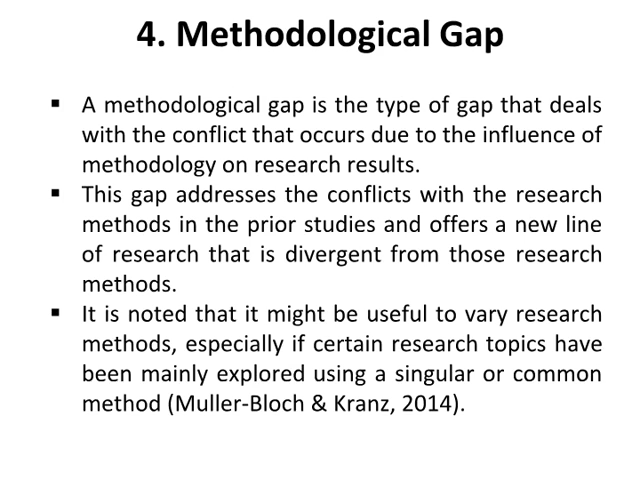 4. Methodological Gap
▪ A methodological gap is the type of gap that deals
with the conflict that occurs due to the influence of
methodology on research results.
▪ This gap addresses the conflicts with the research
methods in the prior studies and offers a new line
of research that is divergent from those research
methods.
▪ It is noted that it might be useful to vary research
methods, especially if certain research topics have
been mainly explored using a singular or common
method (Muller-Bloch & Kranz, 2014).